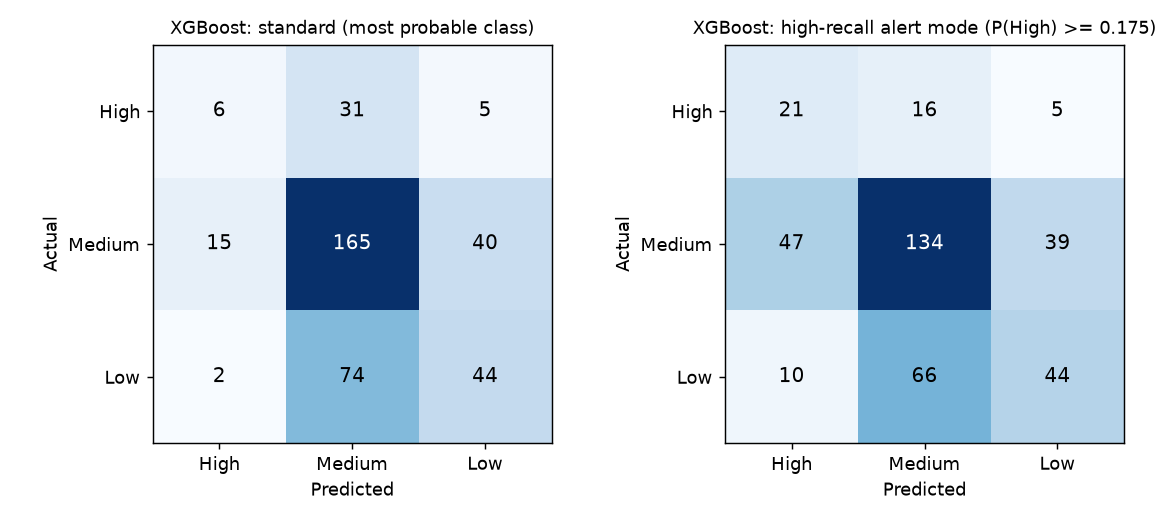 XGBoost: standard (most probable class)
High 6 31 5
Medium 15 165 40
Low 2 74 44
High Medium Low
Predicted
Actual
XGBoost: high-recall alert mode (P(High) >= 0.175)
High 21 16 5
Medium 47 134 39
Low 10 66 44
High Medium Low
Predicted
Actual